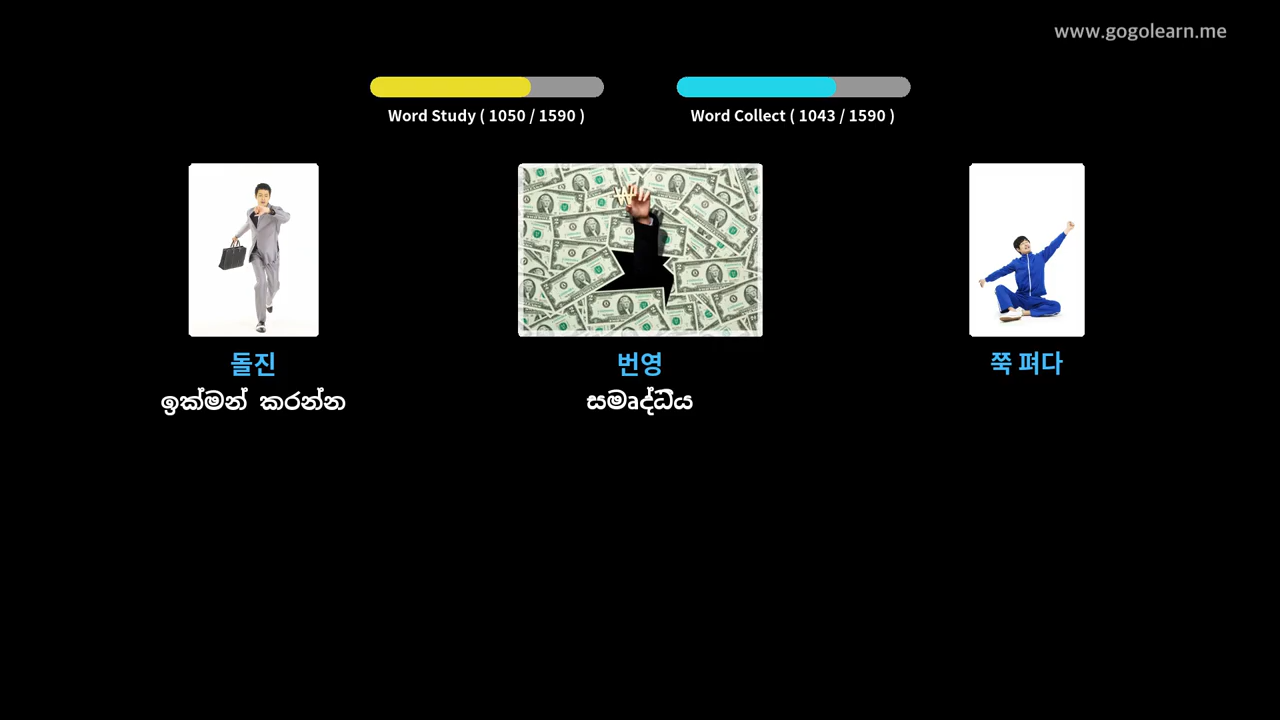 www.gogolearn.me
Word Study ( 1050 / 1590 )
Word Collect ( 1043 / 1590 )
돌진
번영
쭉 펴다
ඉක්මන් කරන්න
සමෘද්ධිය